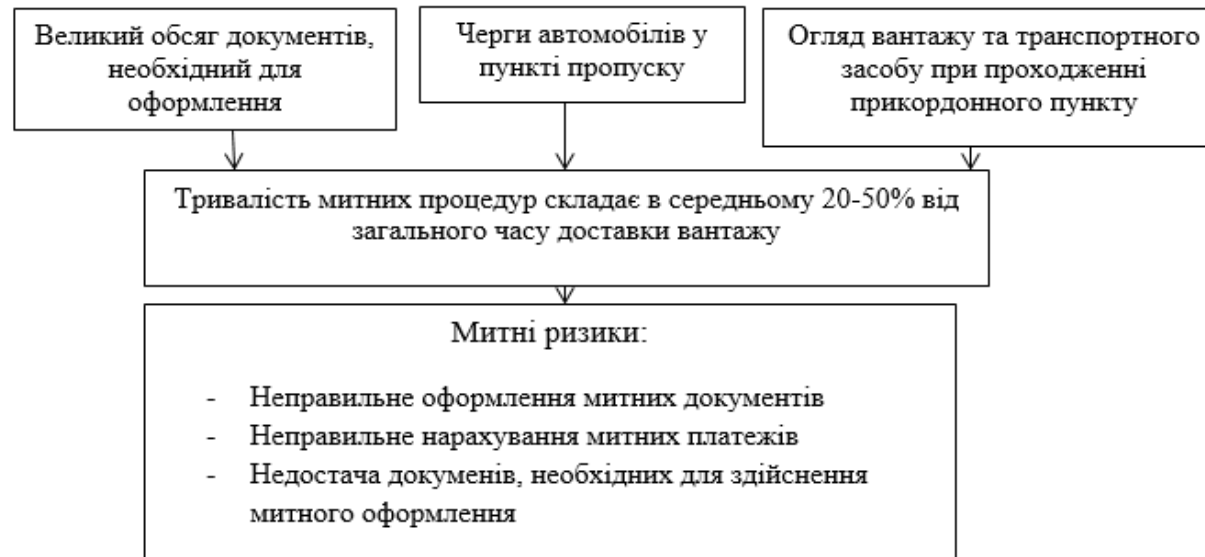 Великий обсяг документів,
необхідний для
оформлення
Черги автомобілів у
пункті пропуску
Огляд вантажу та транспортного
засобу при проходженні
прикордонного пункту
Тривалість митних процедур складає в середньому 20-50% від
загального часу доставки вантажу
Митні ризики:
- Неправильне оформлення митних документів
- Неправильне нарахування митних платежів
- Недостача докуменів, необхідних для здійснення
митного оформлення